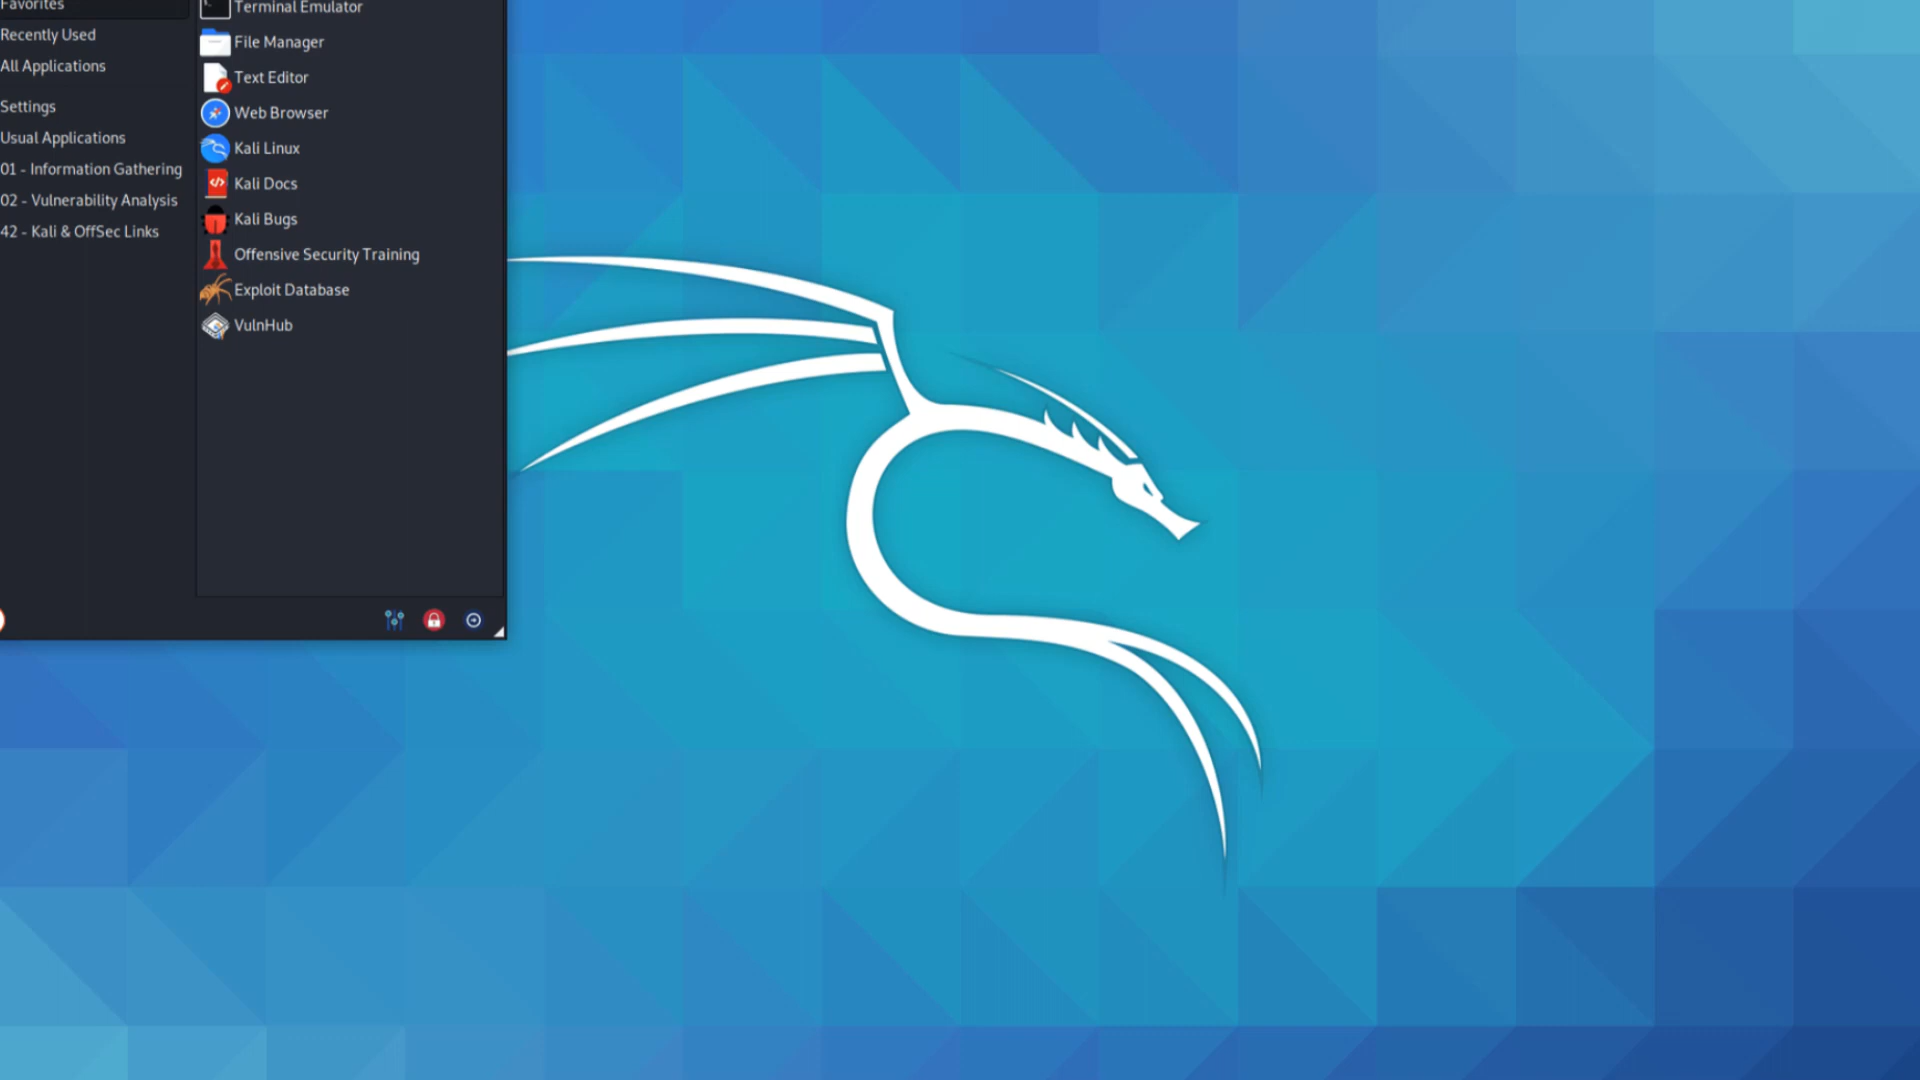 Favorites
Recently Used
All Applications
Settings
Usual Applications
01 - Information Gathering
02 - Vulnerability Analysis
42 - Kali & OffSec Links
Terminal Emulator
File Manager
Text Editor
Web Browser
Kali Linux
Kali Docs
Kali Bugs
Offensive Security Training
Exploit Database
VulnHub